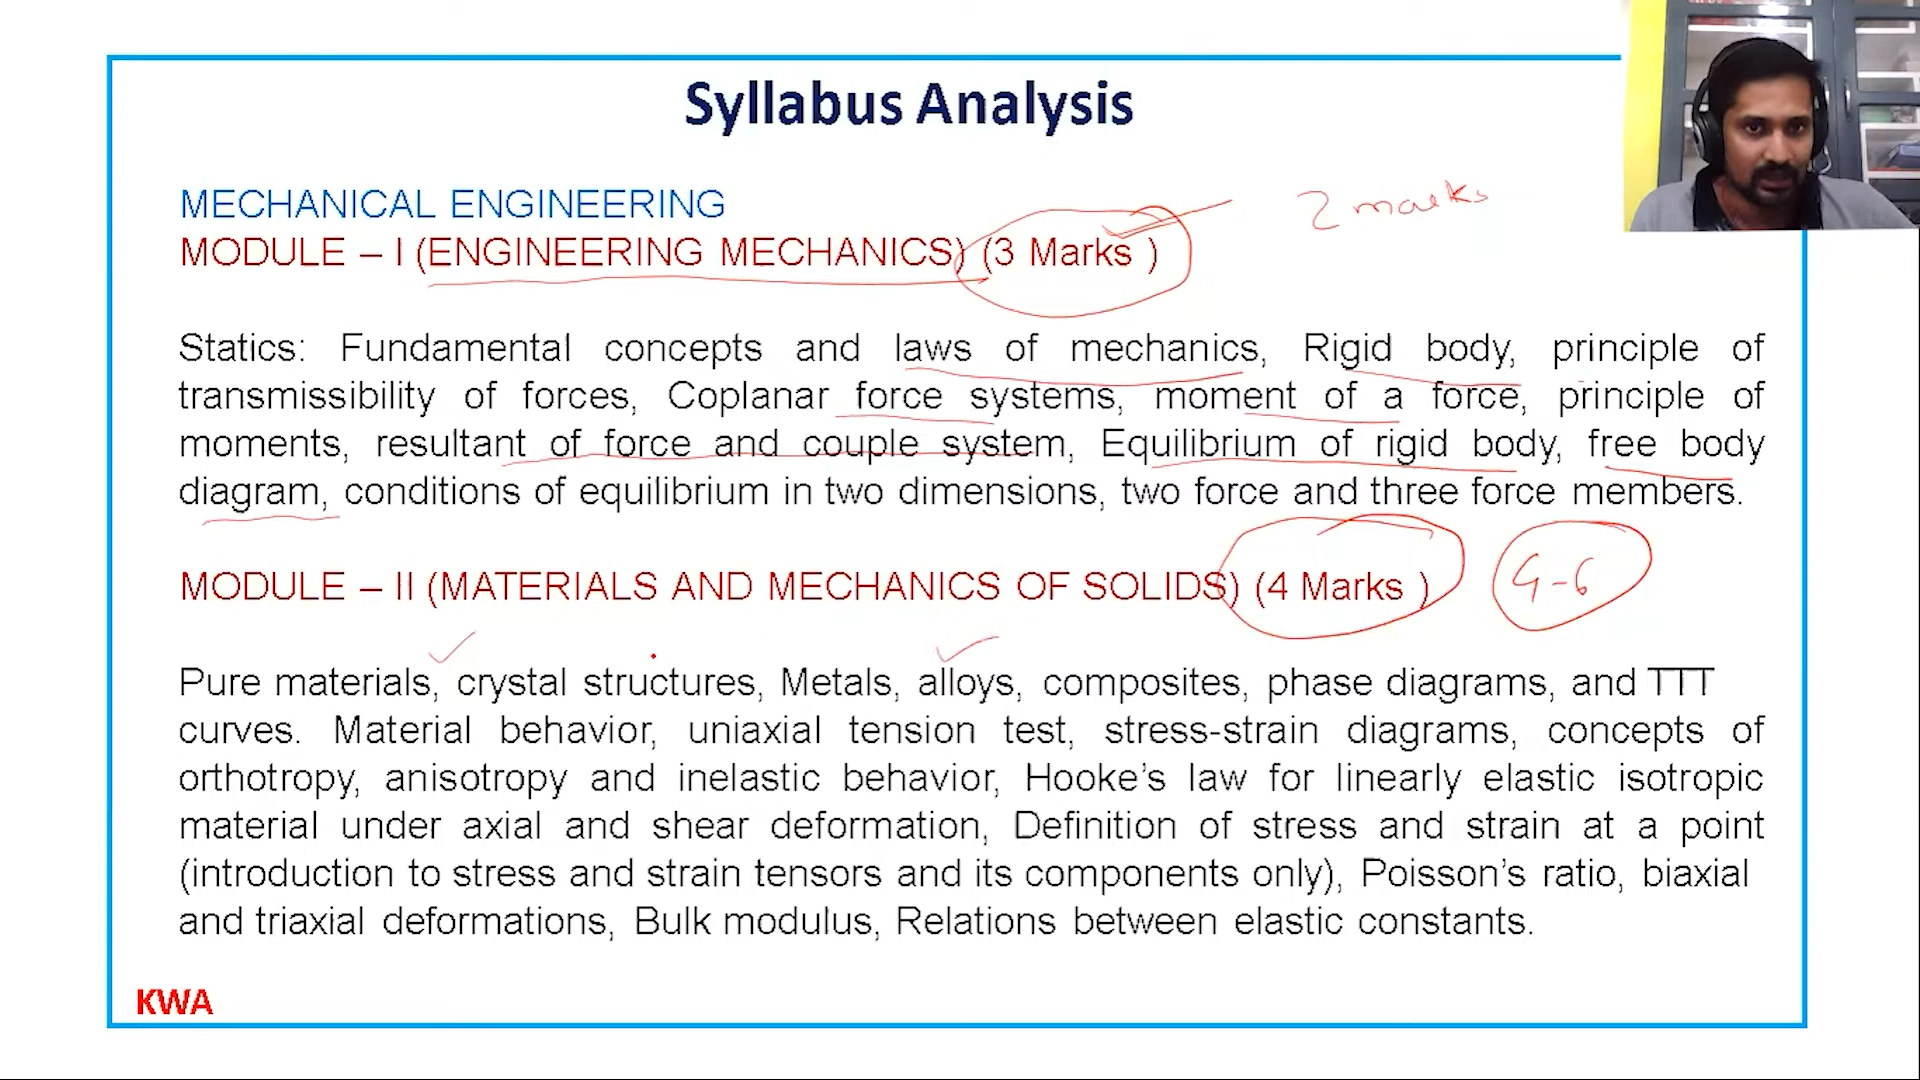 Syllabus Analysis
MECHANICAL ENGINEERING
2 marks
MODULE – I (ENGINEERING MECHANICS) (3 Marks )
Statics: Fundamental concepts and laws of mechanics, Rigid body, principle of
transmissibility of forces, Coplanar force systems, moment of a force, principle of
moments, resultant of force and couple system, Equilibrium of rigid body, free body
diagram, conditions of equilibrium in two dimensions, two force and three force members.
MODULE – II (MATERIALS AND MECHANICS OF SOLIDS) (4 Marks )
Pure materials, crystal structures, Metals, alloys, composites, phase diagrams, and TTT
curves. Material behavior, uniaxial tension test, stress-strain diagrams, concepts of
orthotropy, anisotropy and inelastic behavior, Hooke’s law for linearly elastic isotropic
material under axial and shear deformation, Definition of stress and strain at a point
(introduction to stress and strain tensors and its components only), Poisson’s ratio, biaxial
and triaxial deformations, Bulk modulus, Relations between elastic constants.
KWA